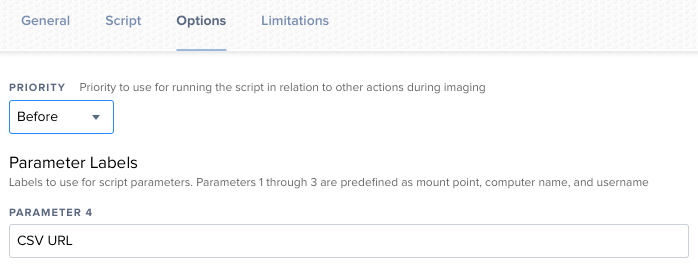 General Script Options Limitations
PRIORITY Priority to use for running the script in relation to other actions during imaging
Before
Parameter Labels
Labels to use for script parameters. Parameters 1 through 3 are predefined as mount point, computer name, and username
PARAMETER 4
CSV URL